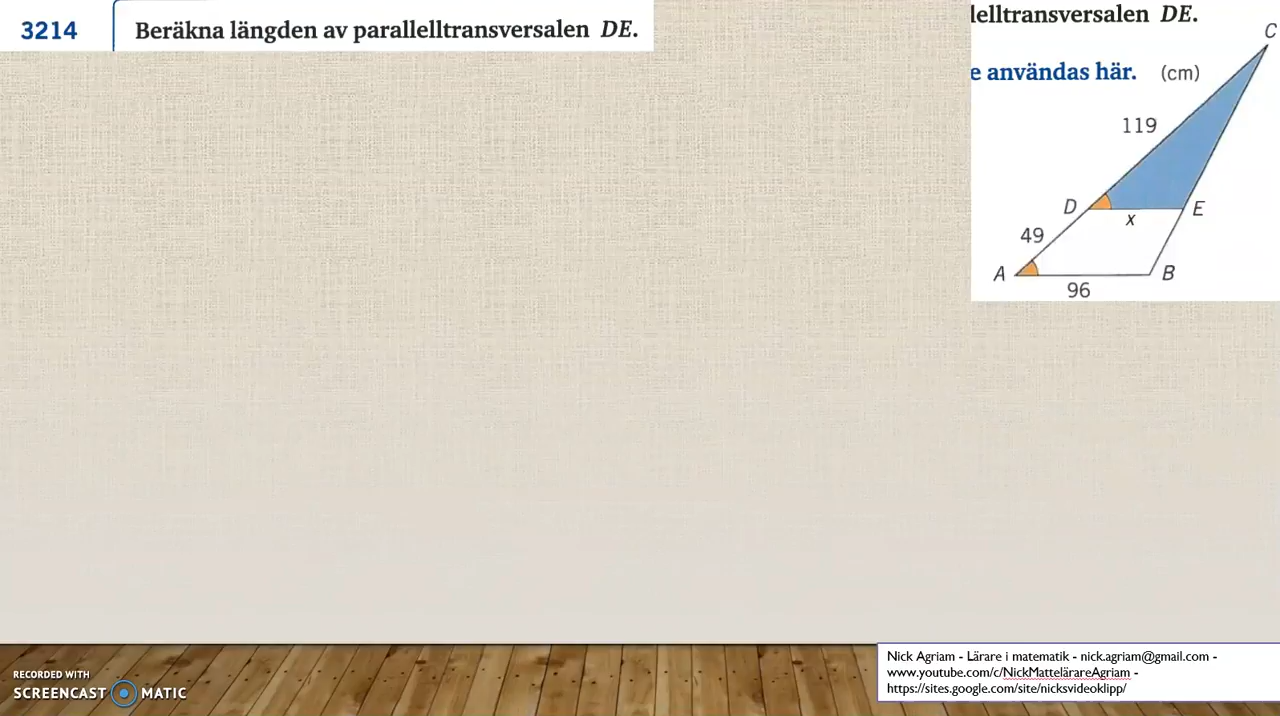 3214 Beräkna längden av parallelltransversalen DE.
lelltransversalen DE.
C
e användas här. (cm)
119
D
E
x
49
A
B
96
Nick Agriam - Lärare i matematik - nick.agriam@gmail.com -
www.youtube.com/c/NickMattelärareAgriam -
https://sites.google.com/site/nicksvideoklipp/
RECORDED WITH
SCREENCAST MATIC